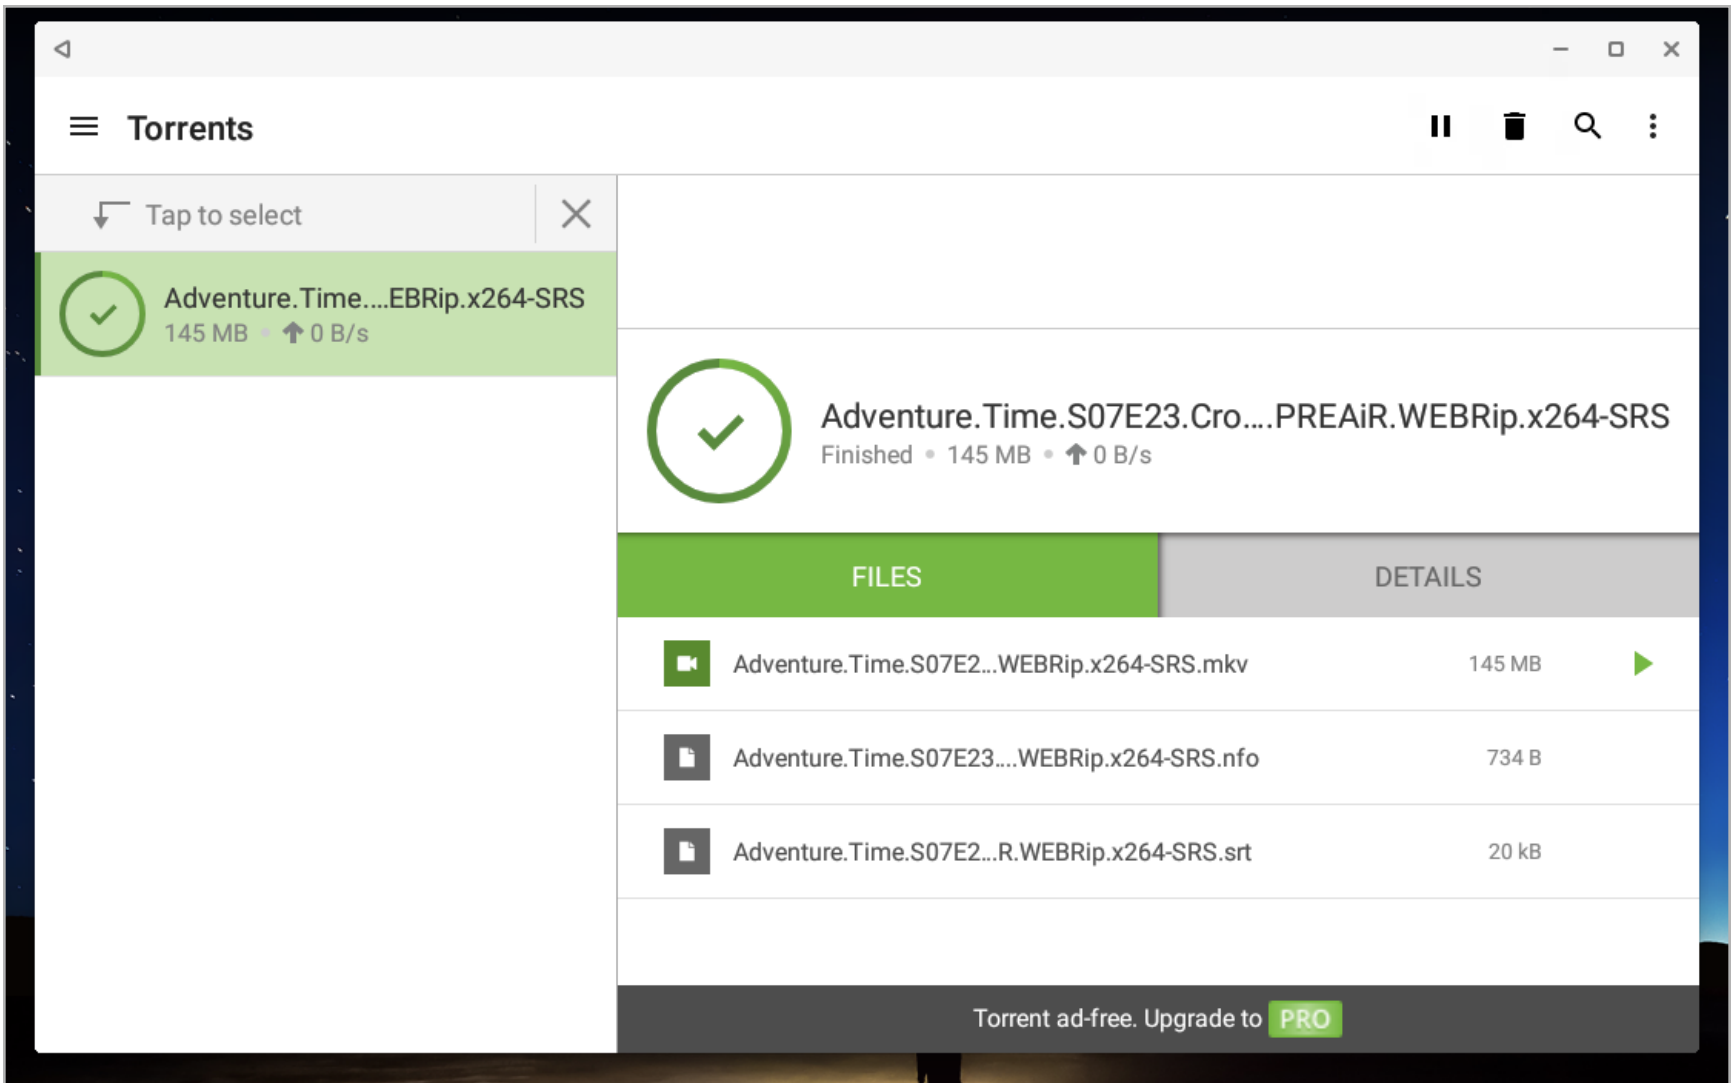 Torrents
Tap to select
Adventure.Time....EBRip.x264-SRS
145 MB • 0 B/s
Adventure.Time.S07E23.Cro....PREAiR.WEBRip.x264-SRS
Finished • 145 MB • 0 B/s
FILES
DETAILS
Adventure.Time.S07E2...WEBRip.x264-SRS.mkv 145 MB
Adventure.Time.S07E23....WEBRip.x264-SRS.nfo 734 B
Adventure.Time.S07E2...R.WEBRip.x264-SRS.srt 20 kB
Torrent ad-free. Upgrade to PRO